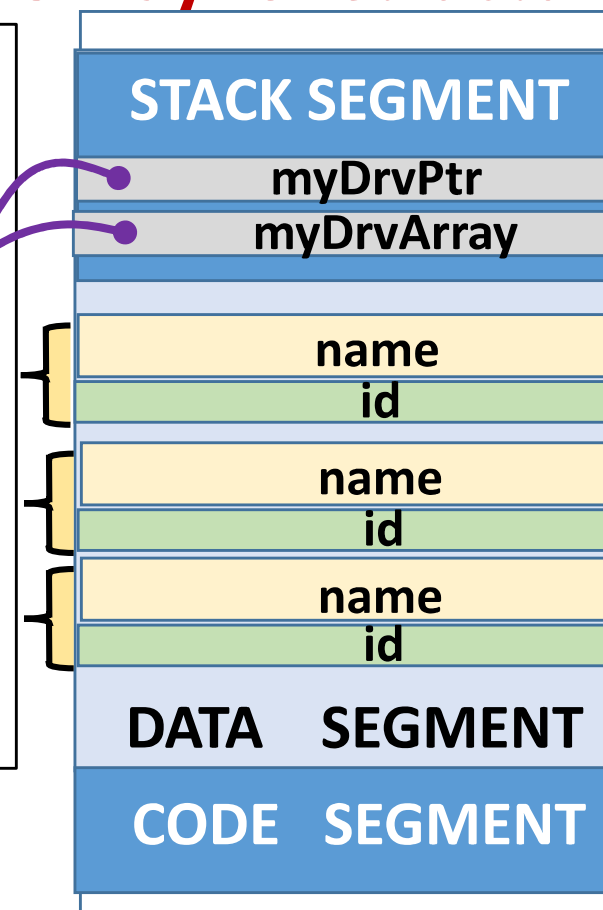 STACK SEGMENT
myDrvPtr
myDrvArray
name
id
name
id
name
id
DATA SEGMENT
CODE SEGMENT